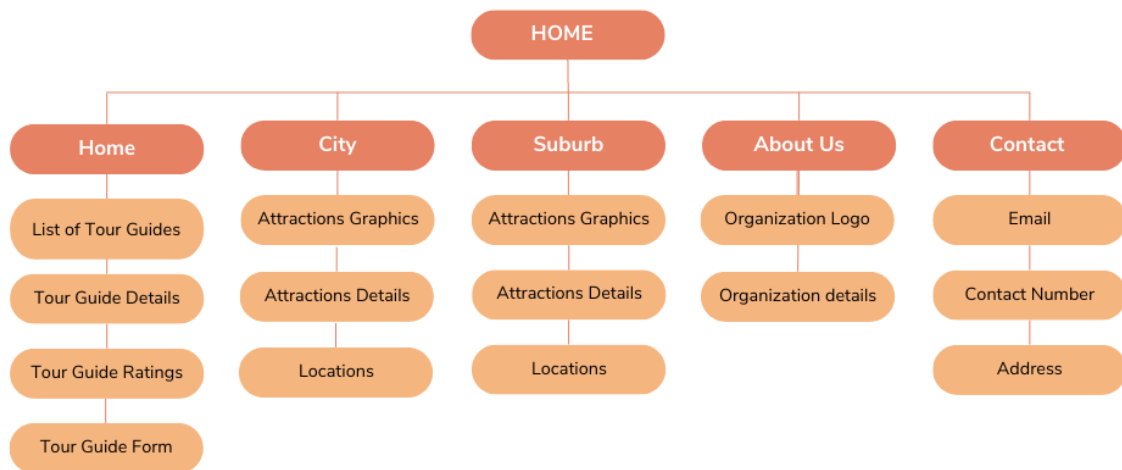 HOME
Home
City
Suburb
About Us
Contact
List of Tour Guides
Attractions Graphics
Attractions Graphics
Organization Logo
Email
Tour Guide Details
Attractions Details
Attractions Details
Organization details
Contact Number
Tour Guide Ratings
Locations
Locations
Address
Tour Guide Form